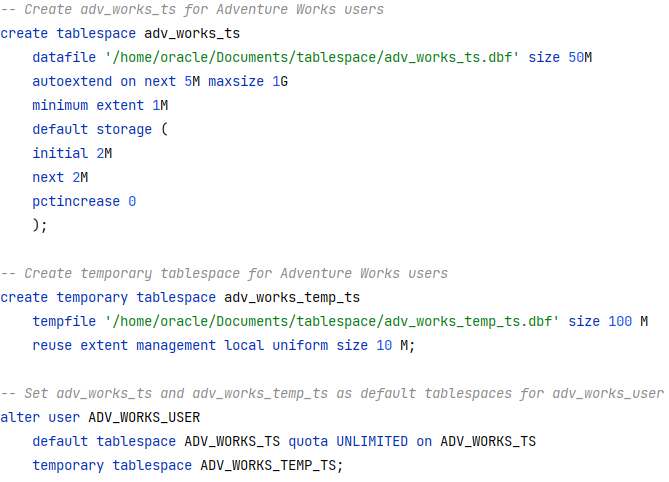 -- Create adv_works_ts for Adventure Works users
create tablespace adv_works_ts
    datafile '/home/oracle/Documents/tablespace/adv_works_ts.dbf' size 50M
    autoextend on next 5M maxsize 1G
    minimum extent 1M
    default storage (
    initial 2M
    next 2M
    pctincrease 0
    );

-- Create temporary tablespace for Adventure Works users
create temporary tablespace adv_works_temp_ts
    tempfile '/home/oracle/Documents/tablespace/adv_works_temp_ts.dbf' size 100 M
    reuse extent management local uniform size 10 M;

-- Set adv_works_ts and adv_works_temp_ts as default tablespaces for adv_works_user
alter user ADV_WORKS_USER
    default tablespace ADV_WORKS_TS quota UNLIMITED on ADV_WORKS_TS
    temporary tablespace ADV_WORKS_TEMP_TS;